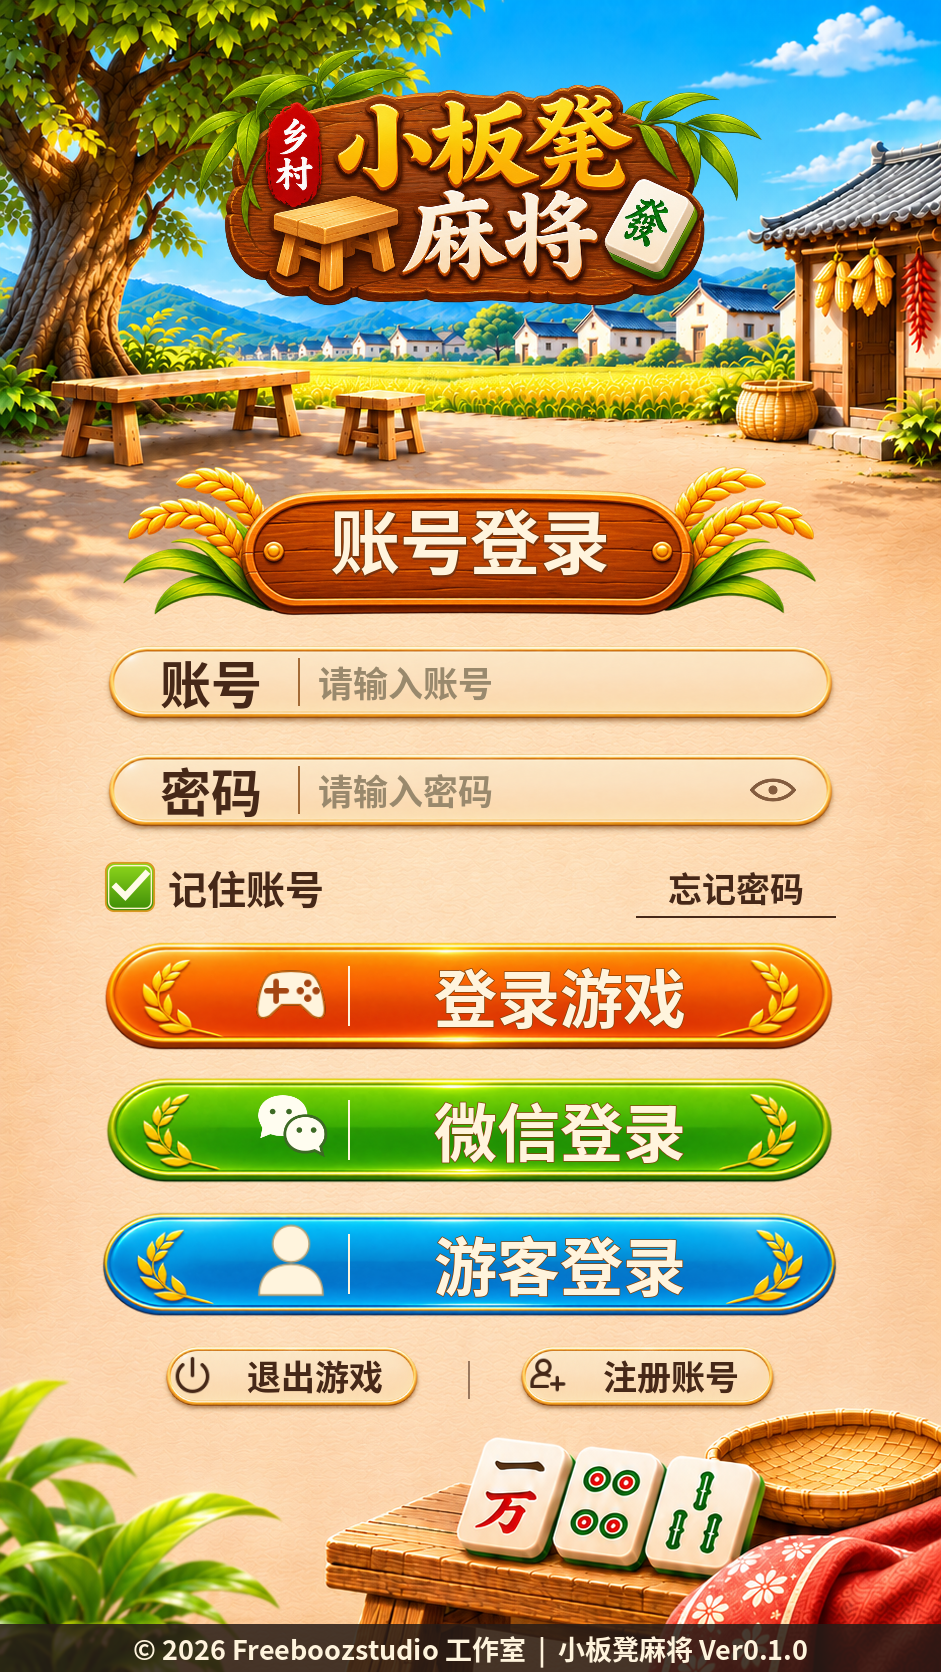 乡村
小板凳
麻将
發
账号登录
账号 请输入账号
密码 请输入密码
记住账号 忘记密码
登录游戏
微信登录
游客登录
退出游戏 | 注册账号
一万
© 2026 Freeboozstudio 工作室 | 小板凳麻将 Ver0.1.0